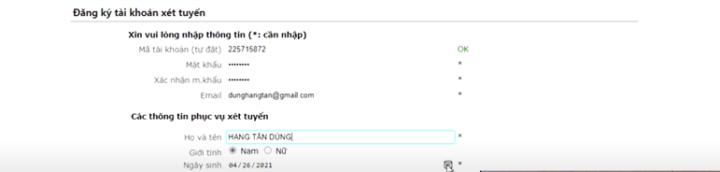 Đăng ký tài khoản xét tuyển
Xin vui lòng nhập thông tin (*: cần nhập)
Mã tài khoản (tự đặt) 225715872 OK
Mật khẩu •••••••• *
Xác nhận m.khẩu •••••••• *
Email dunghangtan@gmail com *
Các thông tin phục vụ xét tuyển
Họ và tên HANG TẤN DŨNG *
Giới tính Nam Nữ
Ngày sinh 04/26/2021 *